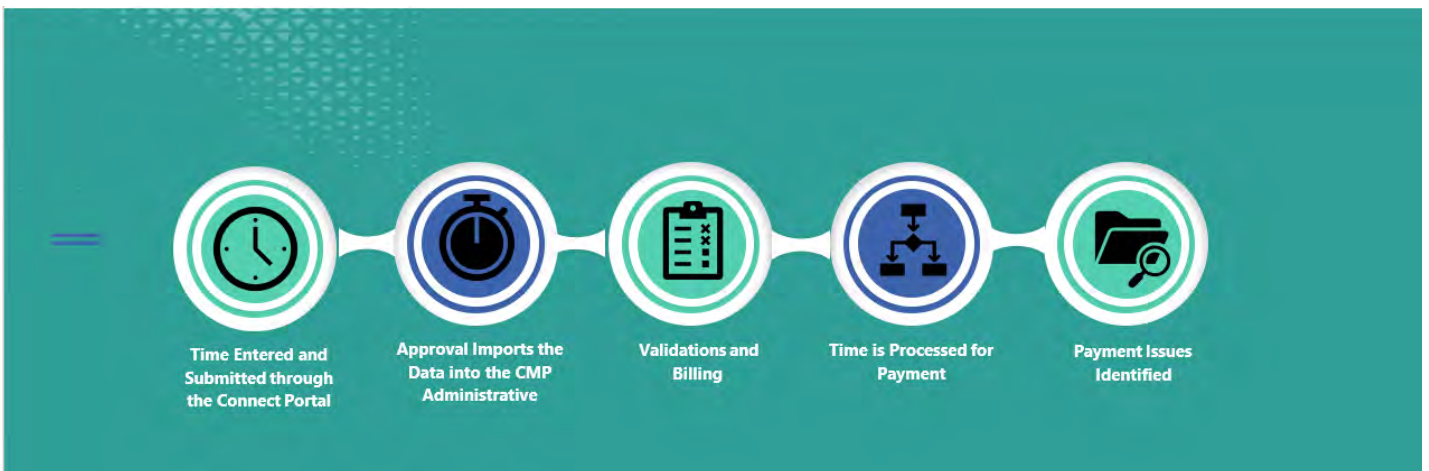 Time Entered and
Submitted through
the Connect Portal
Approval Imports the
Data into the CMP
Administrative
Validations and
Billing
Time is Processed for
Payment
Payment Issues
Identified